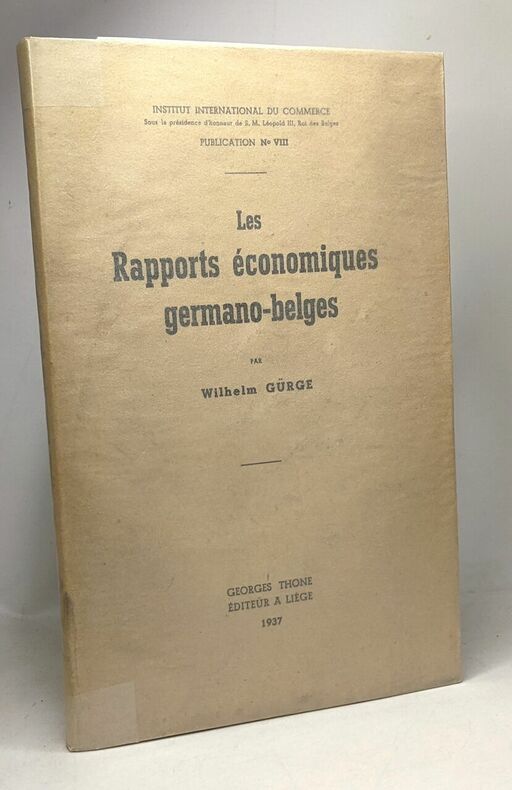 INSTITUT INTERNATIONAL DU COMMERCE
Sous la présidence d'honneur de S. M. Léopold III, Roi des Belges
PUBLICATION Nº VIII
Les
Rapports économiques
germano-belges
PAR
Wilhelm GÜRGE
GEORGES THONE
ÉDITEUR A LIÈGE
1937